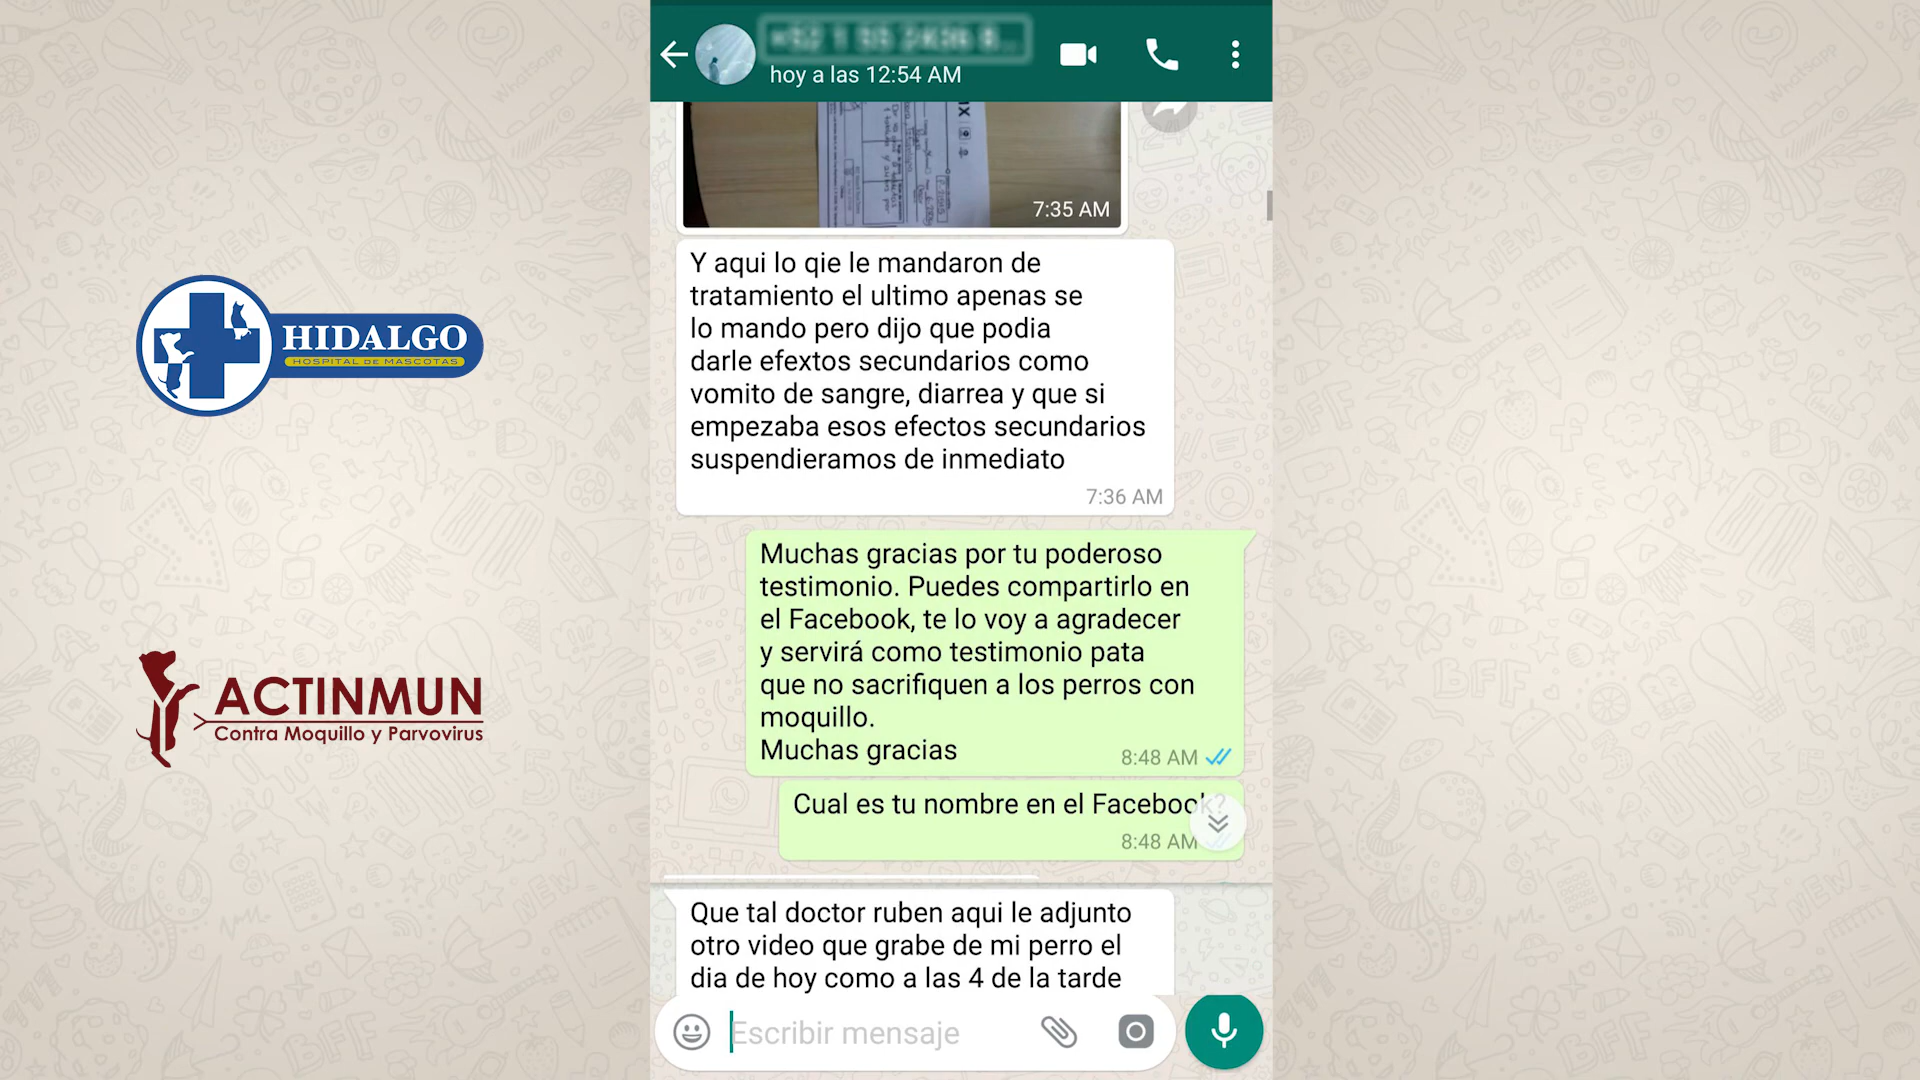 hoy a las 12:54 AM
7:35 AM
Y aqui lo qie le mandaron de
tratamiento el ultimo apenas se
lo mando pero dijo que podia
darle efextos secundarios como
vomito de sangre, diarrea y que si
empezaba esos efectos secundarios
suspendieramos de inmediato
7:36 AM
Muchas gracias por tu poderoso
testimonio. Puedes compartirlo en
el Facebook, te lo voy a agradecer
y servirá como testimonio pata
que no sacrifiquen a los perros con
moquillo.
Muchas gracias
8:48 AM
Cual es tu nombre en el Facebook?
8:48 AM
Que tal doctor ruben aqui le adjunto
otro video que grabe de mi perro el
dia de hoy como a las 4 de la tarde
Escribir mensaje
HIDALGO
HOSPITAL DE MASCOTAS
ACTINMUN
Contra Moquillo y Parvovirus